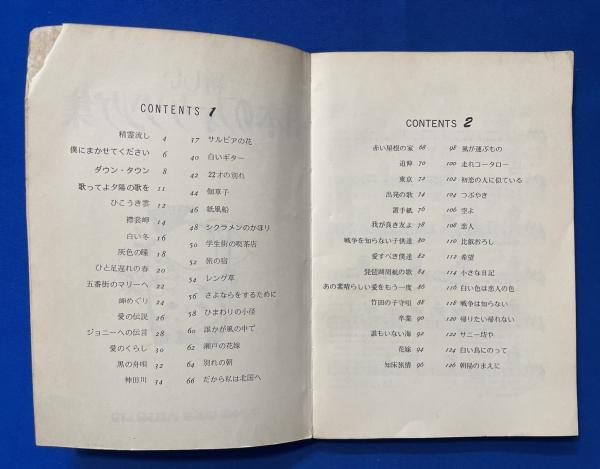 CONTENTS 1
精霊流し 4
僕にまかせてください 6
ダウン・タウン 8
歌ってよ夕陽の歌を 11
ひこうき雲 12
襟裳岬 14
白い冬 16
灰色の瞳 18
ひと足遅れの春 20
五番街のマリーへ 22
岬めぐり 24
愛の伝説 26
ジョニーへの伝言 28
愛のくらし 30
黒の舟唄 32
神田川 34
37 サルビアの花
40 白いギター
42 22才の別れ
44 伽草子
46 紙風船
48 シクラメンのかほり
50 学生街の喫茶店
52 旅の宿
54 レンゲ草
56 さよならをするために
58 ひまわりの小径
60 誰かが風の中で
62 瀬戸の花嫁
64 別れの朝
66 だから私は北国へ
CONTENTS 2
赤い屋根の家 68
追伸 70
東京 72
出発の歌 74
置手紙 76
我が良き友よ 78
戦争を知らない子供達 80
愛すべき僕達 82
琵琶湖周航の歌 84
あの素晴らしい愛をもう一度 86
竹田の子守唄 88
卒業 90
誰もいない海 92
花嫁 94
知床旅情 96
98 風が運ぶもの
100 走れコータロー
102 初恋の人に似ている
104 つぶやき
106 空よ
108 恋人
110 比叡おろし
112 希望
114 小さな日記
116 白い色は恋人の色
118 戦争は知らない
120 帰りたい帰れない
122 サニー坊や
124 白い鳥にのって
126 朝陽のまえに